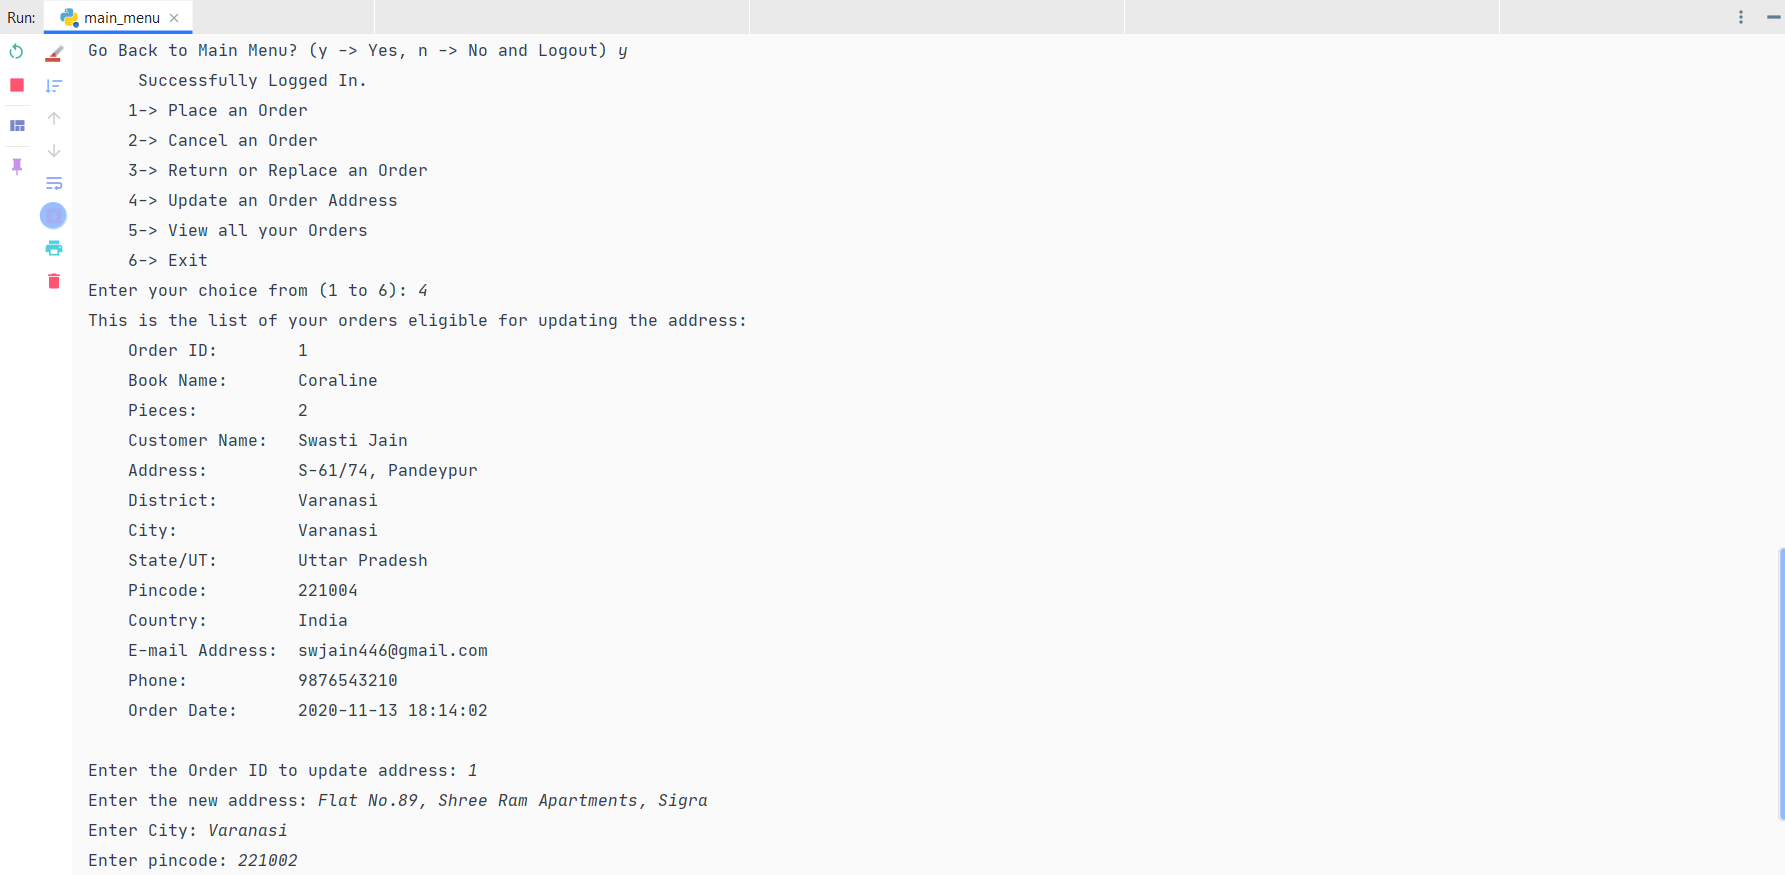 Run: main_menu
Go Back to Main Menu? (y -> Yes, n -> No and Logout) y
Successfully Logged In.
1-> Place an Order
2-> Cancel an Order
3-> Return or Replace an Order
4-> Update an Order Address
5-> View all your Orders
6-> Exit
Enter your choice from (1 to 6): 4
This is the list of your orders eligible for updating the address:
Order ID: 1
Book Name: Coraline
Pieces: 2
Customer Name: Swasti Jain
Address: S-61/74, Pandeypur
District: Varanasi
City: Varanasi
State/UT: Uttar Pradesh
Pincode: 221004
Country: India
E-mail Address: swjain446@gmail.com
Phone: 9876543210
Order Date: 2020-11-13 18:14:02
Enter the Order ID to update address: 1
Enter the new address: Flat No.89, Shree Ram Apartments, Sigra
Enter City: Varanasi
Enter pincode: 221002